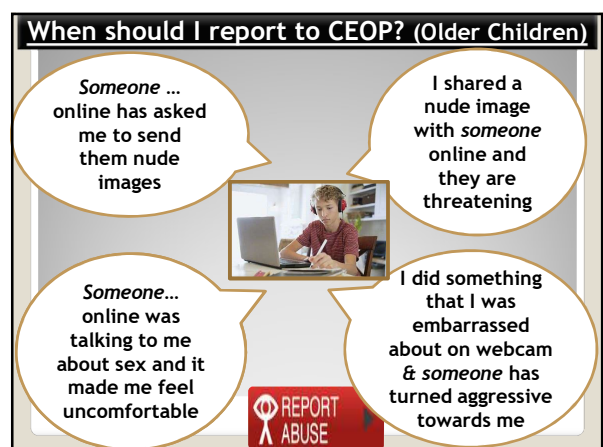 When should I report to CEOP? (Older Children)
Someone …
online has asked
me to send
them nude
images
I shared a
nude image
with someone
online and
they are
threatening
Someone…
online was
talking to me
about sex and it
made me feel
uncomfortable
I did something
that I was
embarrassed
about on webcam
& someone has
turned aggressive
towards me
REPORT
ABUSE